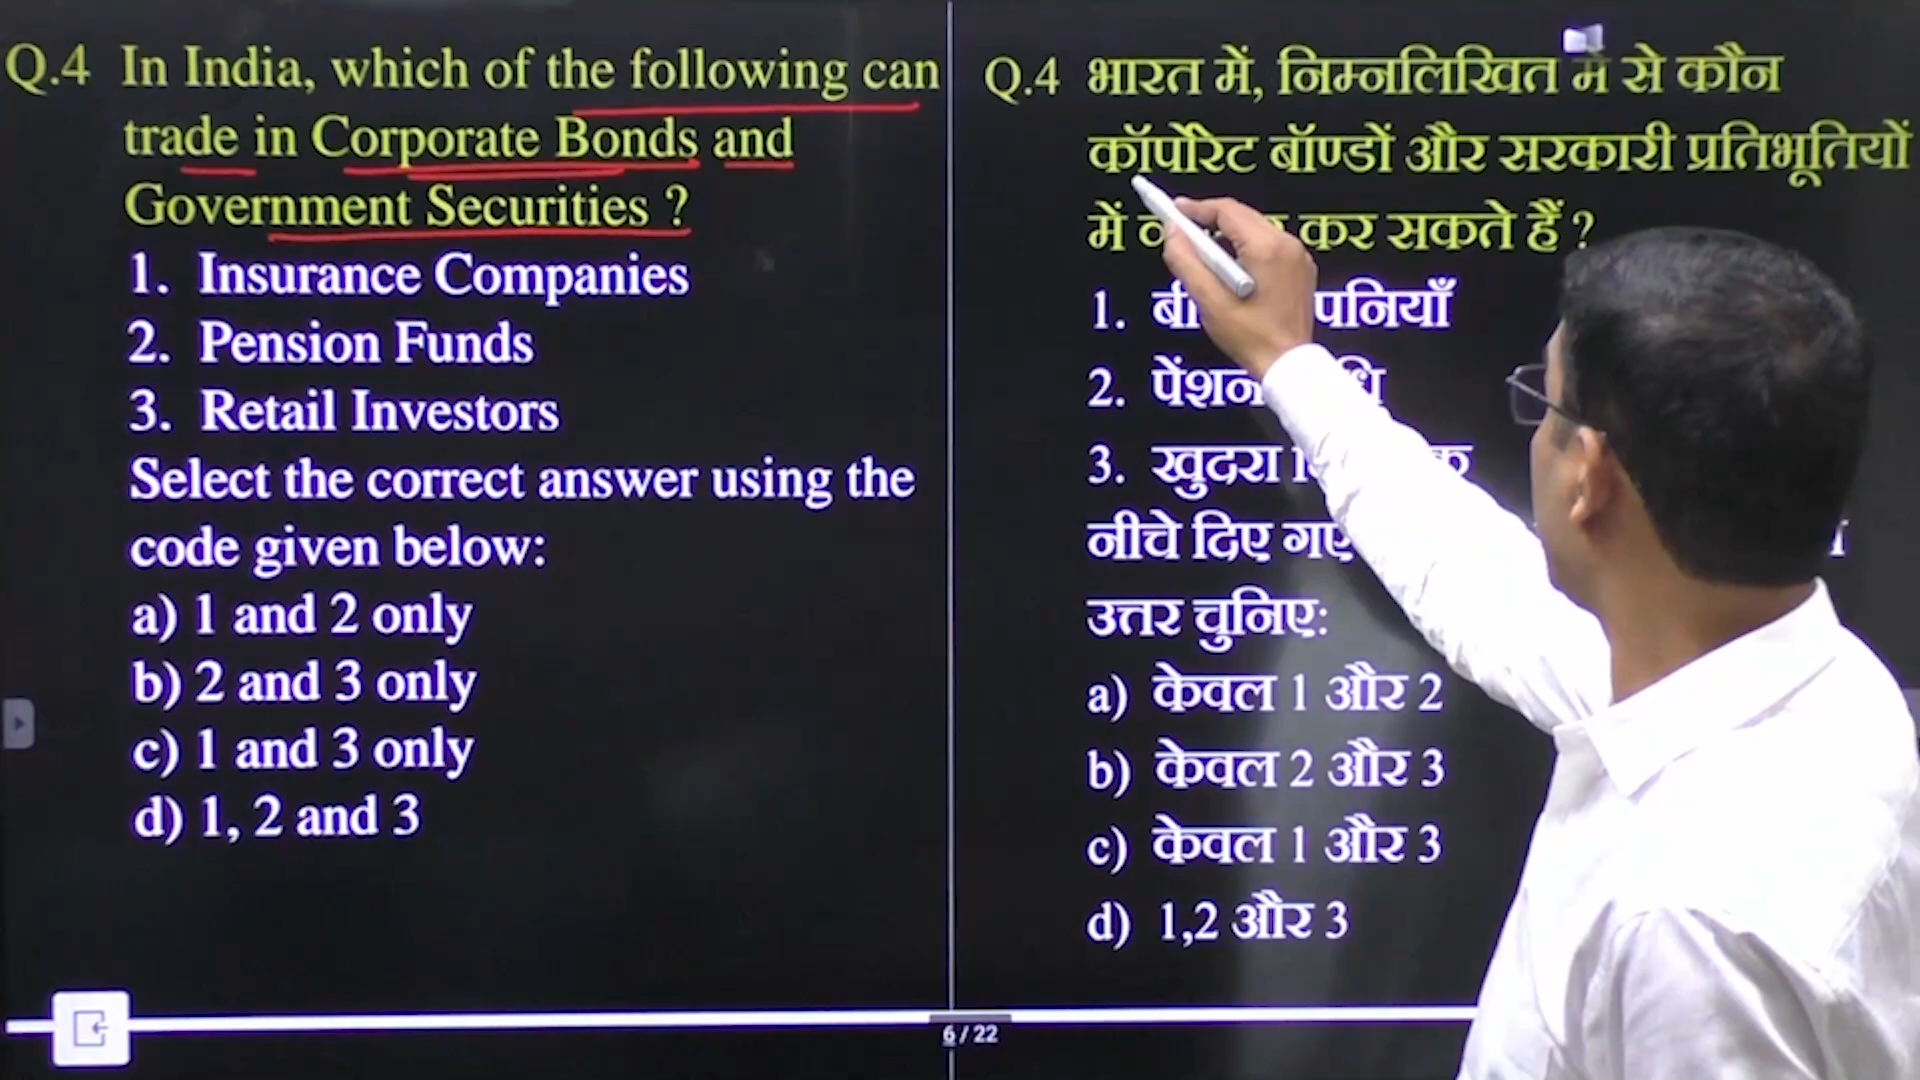 Q.4 In India, which of the following can
trade in Corporate Bonds and
Government Securities ?
1. Insurance Companies
2. Pension Funds
3. Retail Investors
Select the correct answer using the
code given below:
a) 1 and 2 only
b) 2 and 3 only
c) 1 and 3 only
d) 1, 2 and 3
Q.4 भारत में, निम्नलिखित में से कौन
कॉर्पोरेट बॉण्डों और सरकारी प्रतिभूतियों
में कर सकते हैं ?
1.
2. पेंशन
3. खुदरा
नीचे दिए गए
उत्तर चुनिए:
a) केवल 1 और 2
b) केवल 2 और 3
c) केवल 1 और 3
d) 1,2 और 3
6 / 22